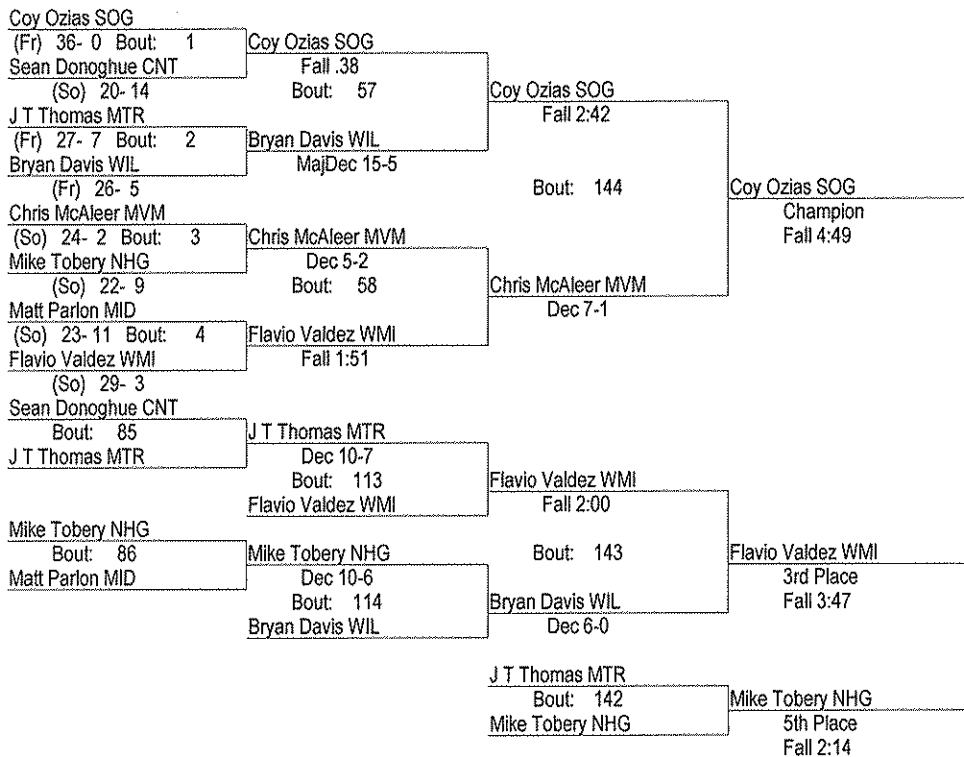 Coy Ozias SOG
(Fr) 36- 0 Bout: 1
Sean Donoghue CNT
(So) 20- 14
J T Thomas MTR
(Fr) 27- 7 Bout: 2
Bryan Davis WIL
(Fr) 26- 5
Chris McAleer MVM
(So) 24- 2 Bout: 3
Mike Tobery NHG
(So) 22- 9
Matt Parlon MID
(So) 23- 11 Bout: 4
Flavio Valdez WMI
(So) 29- 3
Coy Ozias SOG
Fall .38
Bout: 57
Bryan Davis WIL
MajDec 15-5
Chris McAleer MVM
Dec 5-2
Bout: 58
Flavio Valdez WMI
Fall 1:51
Coy Ozias SOG
Fall 2:42
Bout: 144
Chris McAleer MVM
Dec 7-1
Coy Ozias SOG
Champion
Fall 4:49
Sean Donoghue CNT
Bout: 85
J T Thomas MTR
Mike Tobery NHG
Bout: 86
Matt Parlon MID
J T Thomas MTR
Dec 10-7
Bout: 113
Flavio Valdez WMI
Mike Tobery NHG
Dec 10-6
Bout: 114
Bryan Davis WIL
Flavio Valdez WMI
Fall 2:00
Bout: 143
Bryan Davis WIL
Dec 6-0
Flavio Valdez WMI
3rd Place
Fall 3:47
J T Thomas MTR
Bout: 142
Mike Tobery NHG
Mike Tobery NHG
5th Place
Fall 2:14